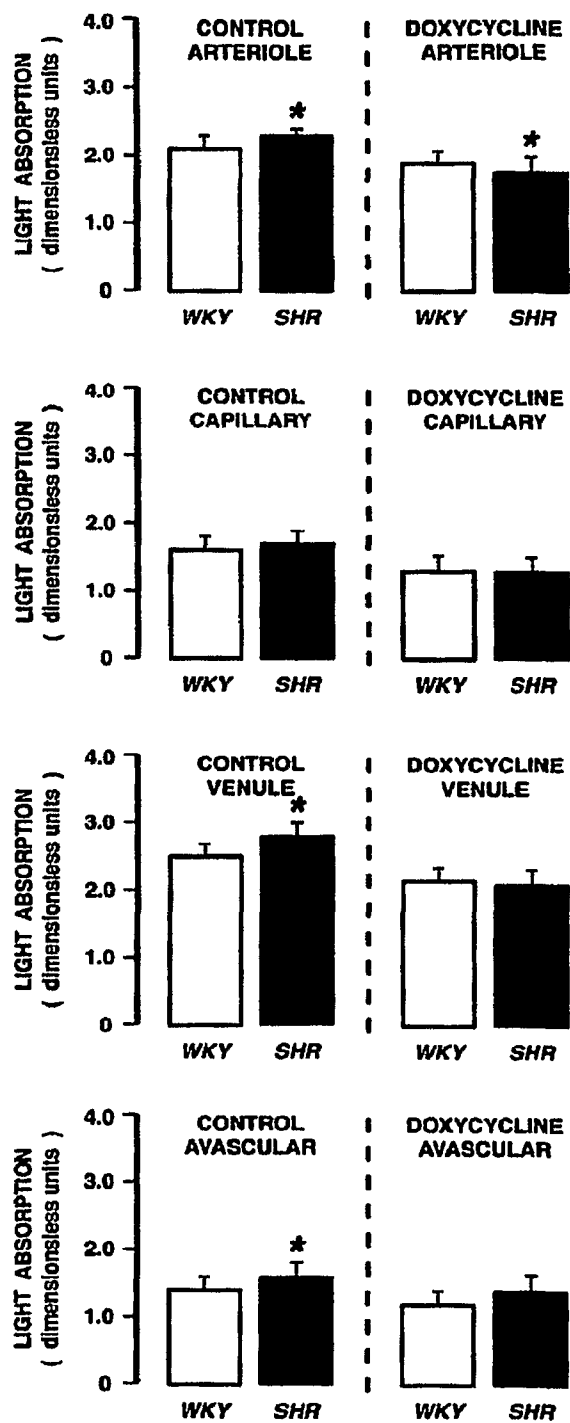 LIGHT ABSORPTION
( dimensionsless units )
4.0
3.0
2.0
1.0
0
CONTROL
ARTERIOLE
*
WKY SHR
DOXYCYCLINE
ARTERIOLE
*
WKY SHR
LIGHT ABSORPTION
( dimensionsless units )
4.0
3.0
2.0
1.0
0
CONTROL
CAPILLARY
WKY SHR
DOXYCYCLINE
CAPILLARY
WKY SHR
LIGHT ABSORPTION
( dimensionsless units )
4.0
3.0
2.0
1.0
0
CONTROL
VENULE
*
WKY SHR
DOXYCYCLINE
VENULE
WKY SHR
LIGHT ABSORPTION
( dimensionsless units )
4.0
3.0
2.0
1.0
0
CONTROL
AVASCULAR
*
WKY SHR
DOXYCYCLINE
AVASCULAR
WKY SHR